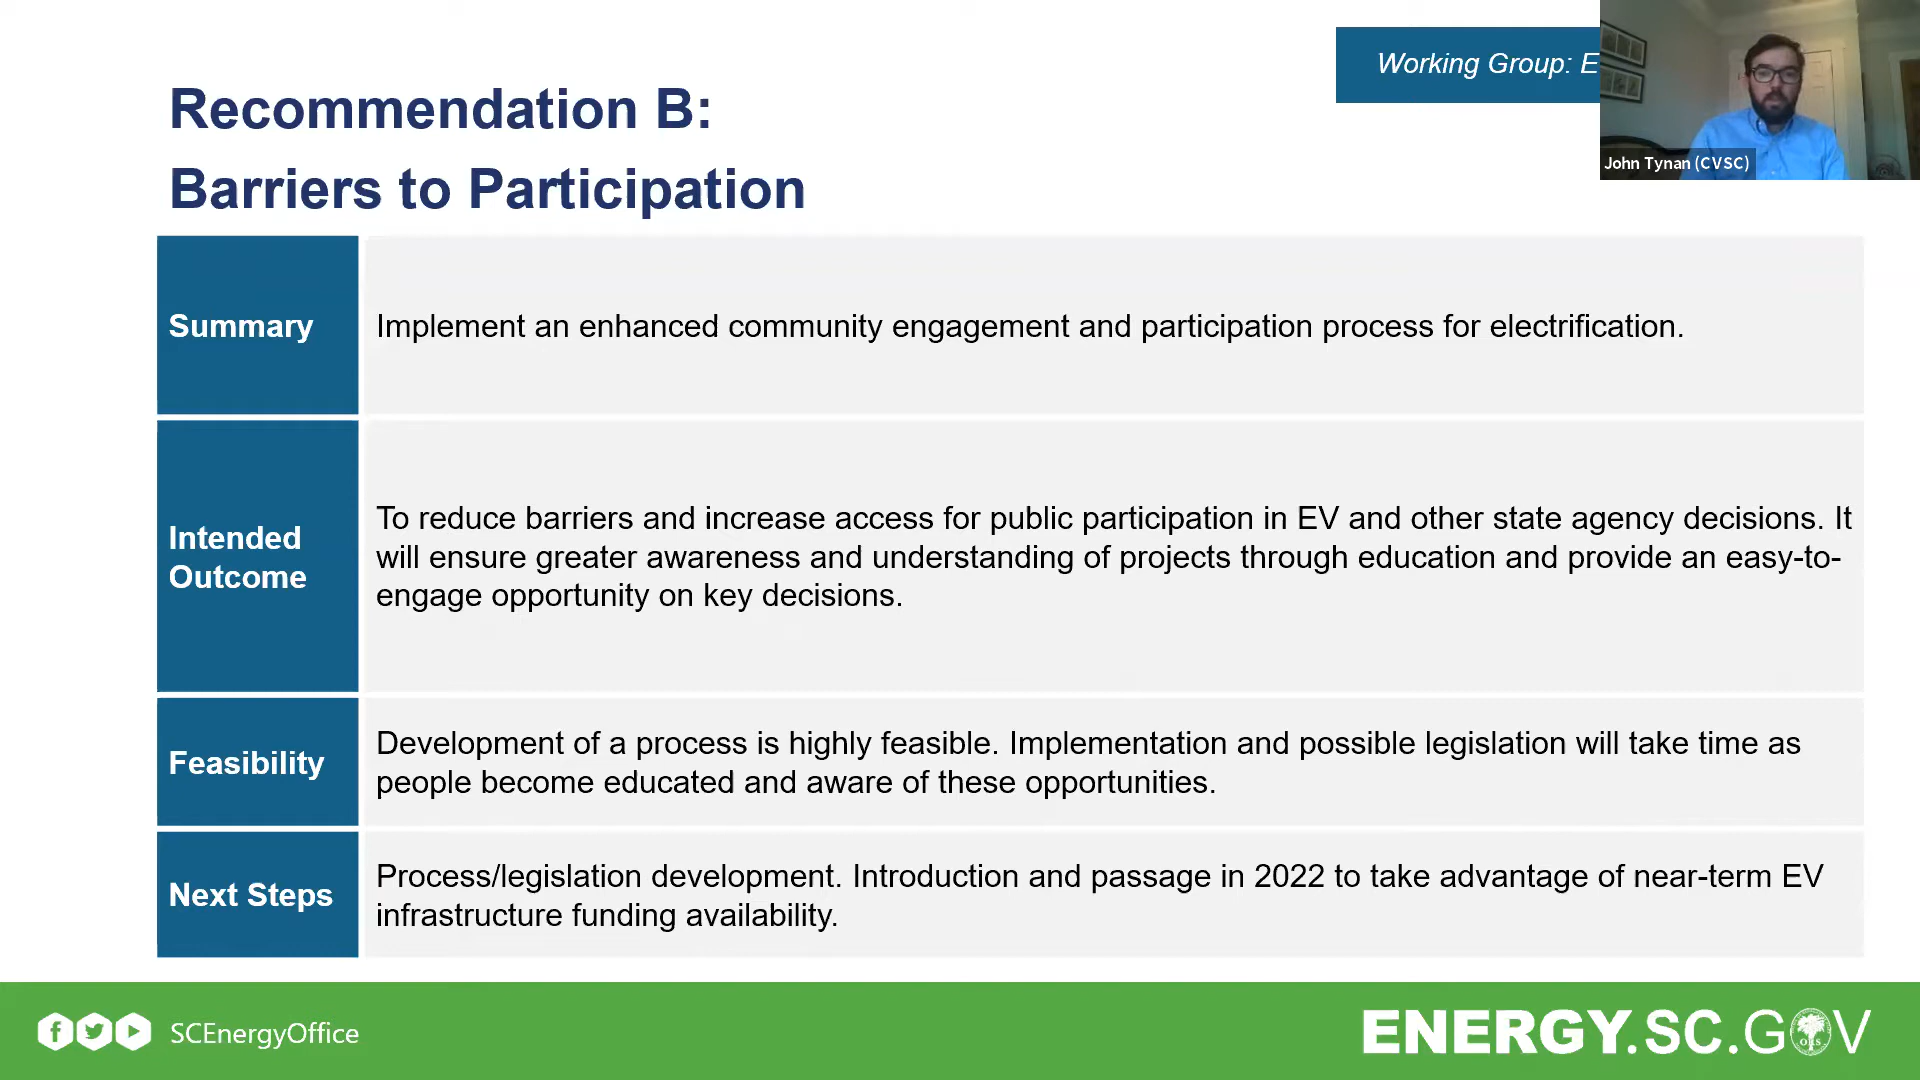 Working Group: E
John Tynan (CVSC)
Recommendation B:
Barriers to Participation
Summary
Implement an enhanced community engagement and participation process for electrification.
Intended
Outcome
To reduce barriers and increase access for public participation in EV and other state agency decisions. It
will ensure greater awareness and understanding of projects through education and provide an easy-to-
engage opportunity on key decisions.
Feasibility
Development of a process is highly feasible. Implementation and possible legislation will take time as
people become educated and aware of these opportunities.
Next Steps
Process/legislation development. Introduction and passage in 2022 to take advantage of near-term EV
infrastructure funding availability.
SCEnergyOffice
ENERGY.SC.GOV